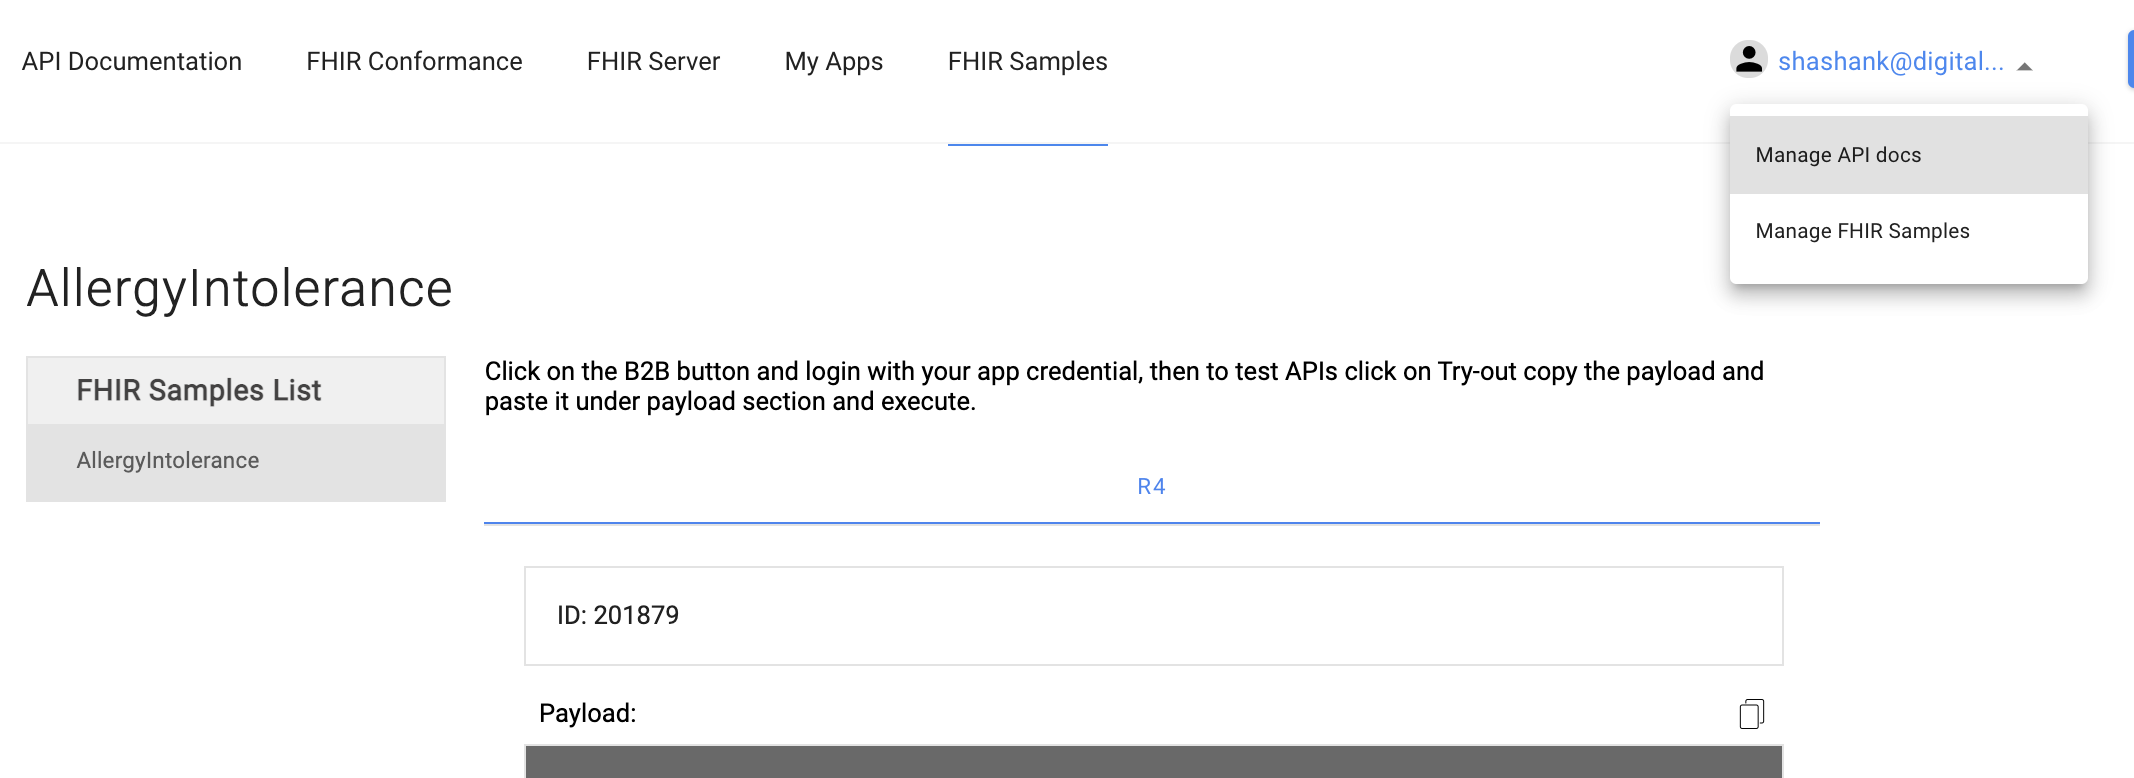 API Documentation
FHIR Conformance
FHIR Server
My Apps
FHIR Samples
shashank@digital...
Manage API docs
Manage FHIR Samples
AllergyIntolerance
FHIR Samples List
AllergyIntolerance
Click on the B2B button and login with your app credential, then to test APIs click on Try-out copy the payload and
paste it under payload section and execute.
R4
ID: 201879
Payload: